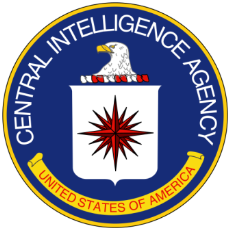 CENTRAL INTELLIGENCE AGENCY
UNITED STATES OF AMERICA